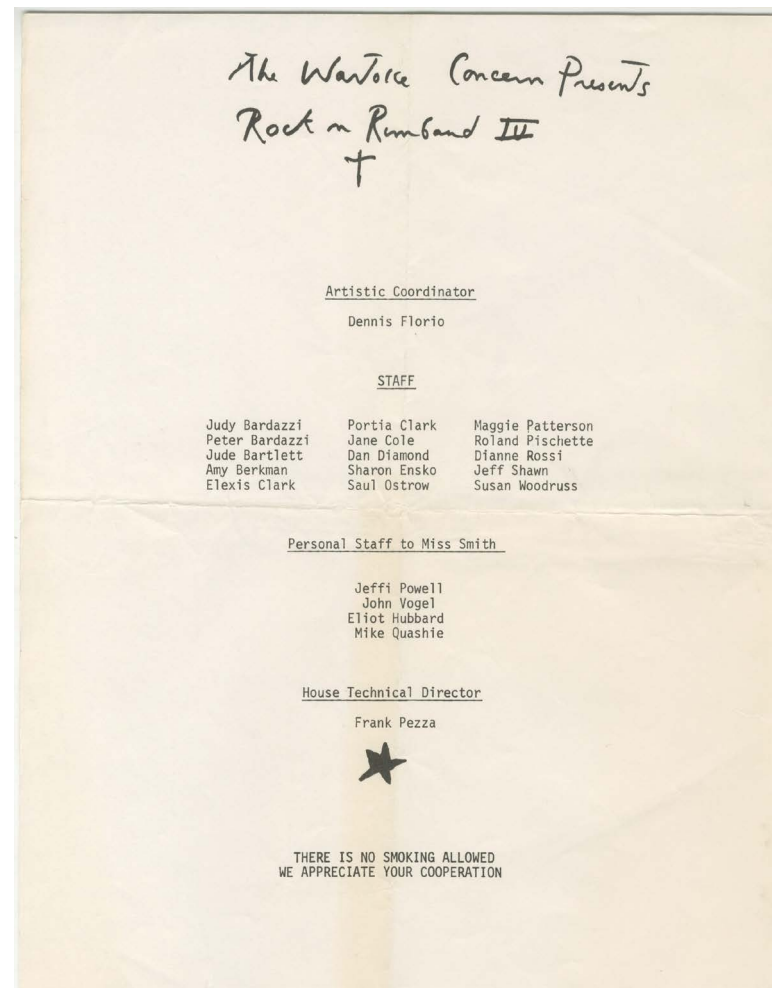 The Wartoke Concern Presents
Rock n Rimbaud III
Artistic Coordinator
Dennis Florio
STAFF
Judy Bardazzi Portia Clark Maggie Patterson
Peter Bardazzi Jane Cole Roland Pischette
Jude Bartlett Dan Diamond Dianne Rossi
Amy Berkman Sharon Ensko Jeff Shawn
Elexis Clark Saul Ostrow Susan Woodruss
Personal Staff to Miss Smith
Jeffi Powell
John Vogel
Eliot Hubbard
Mike Quashie
House Technical Director
Frank Pezza
THERE IS NO SMOKING ALLOWED
WE APPRECIATE YOUR COOPERATION